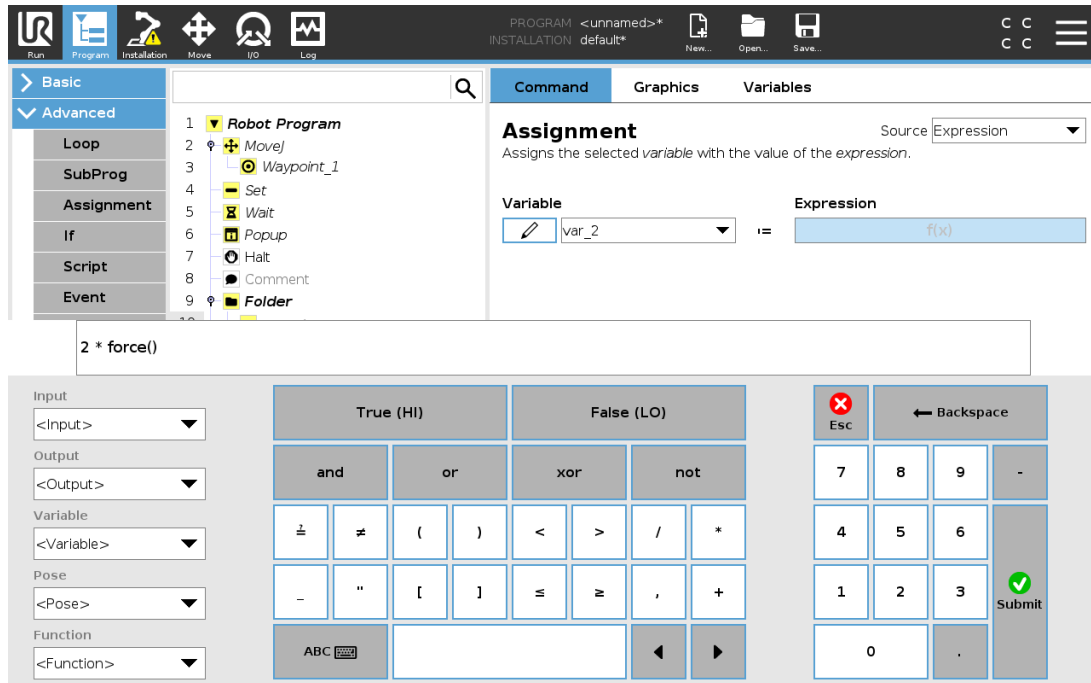 PROGRAM <unnamed>*
INSTALLATION default*
Run Program Installation Move I/O Log New... Open... Save... C C
C C
Basic
Advanced
Loop
SubProg
Assignment
If
Script
Event
1 Robot Program
2 MoveJ
3 Waypoint_1
4 Set
5 Wait
6 Popup
7 Halt
8 Comment
9 Folder
Command Graphics Variables
Assignment
Source Expression
Assigns the selected variable with the value of the expression.
Variable Expression
var_2 := f(x)
2 * force()
Input
<Input>
Output
<Output>
Variable
<Variable>
Pose
<Pose>
Function
<Function>
True (HI) False (LO)
and or xor not
≟ ≠ ( ) < > / *
_ " [ ] ≤ ≥ , +
ABC
Esc Backspace
7 8 9 -
4 5 6
1 2 3 Submit
0 .